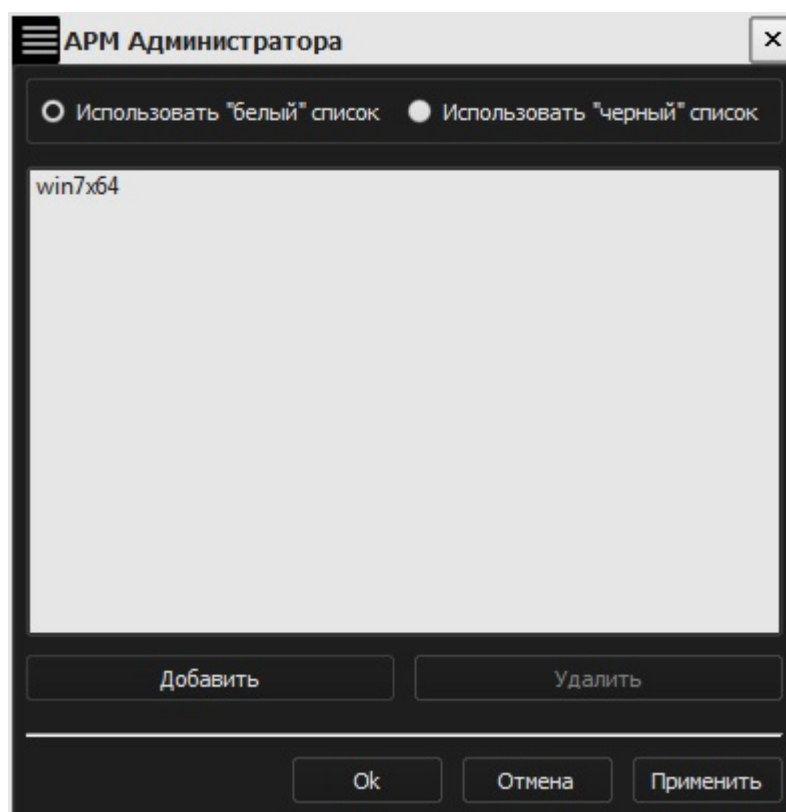 АРМ Администратора
Использовать "белый" список Использовать "черный" список
win7x64
Добавить Удалить
Ok Отмена Применить